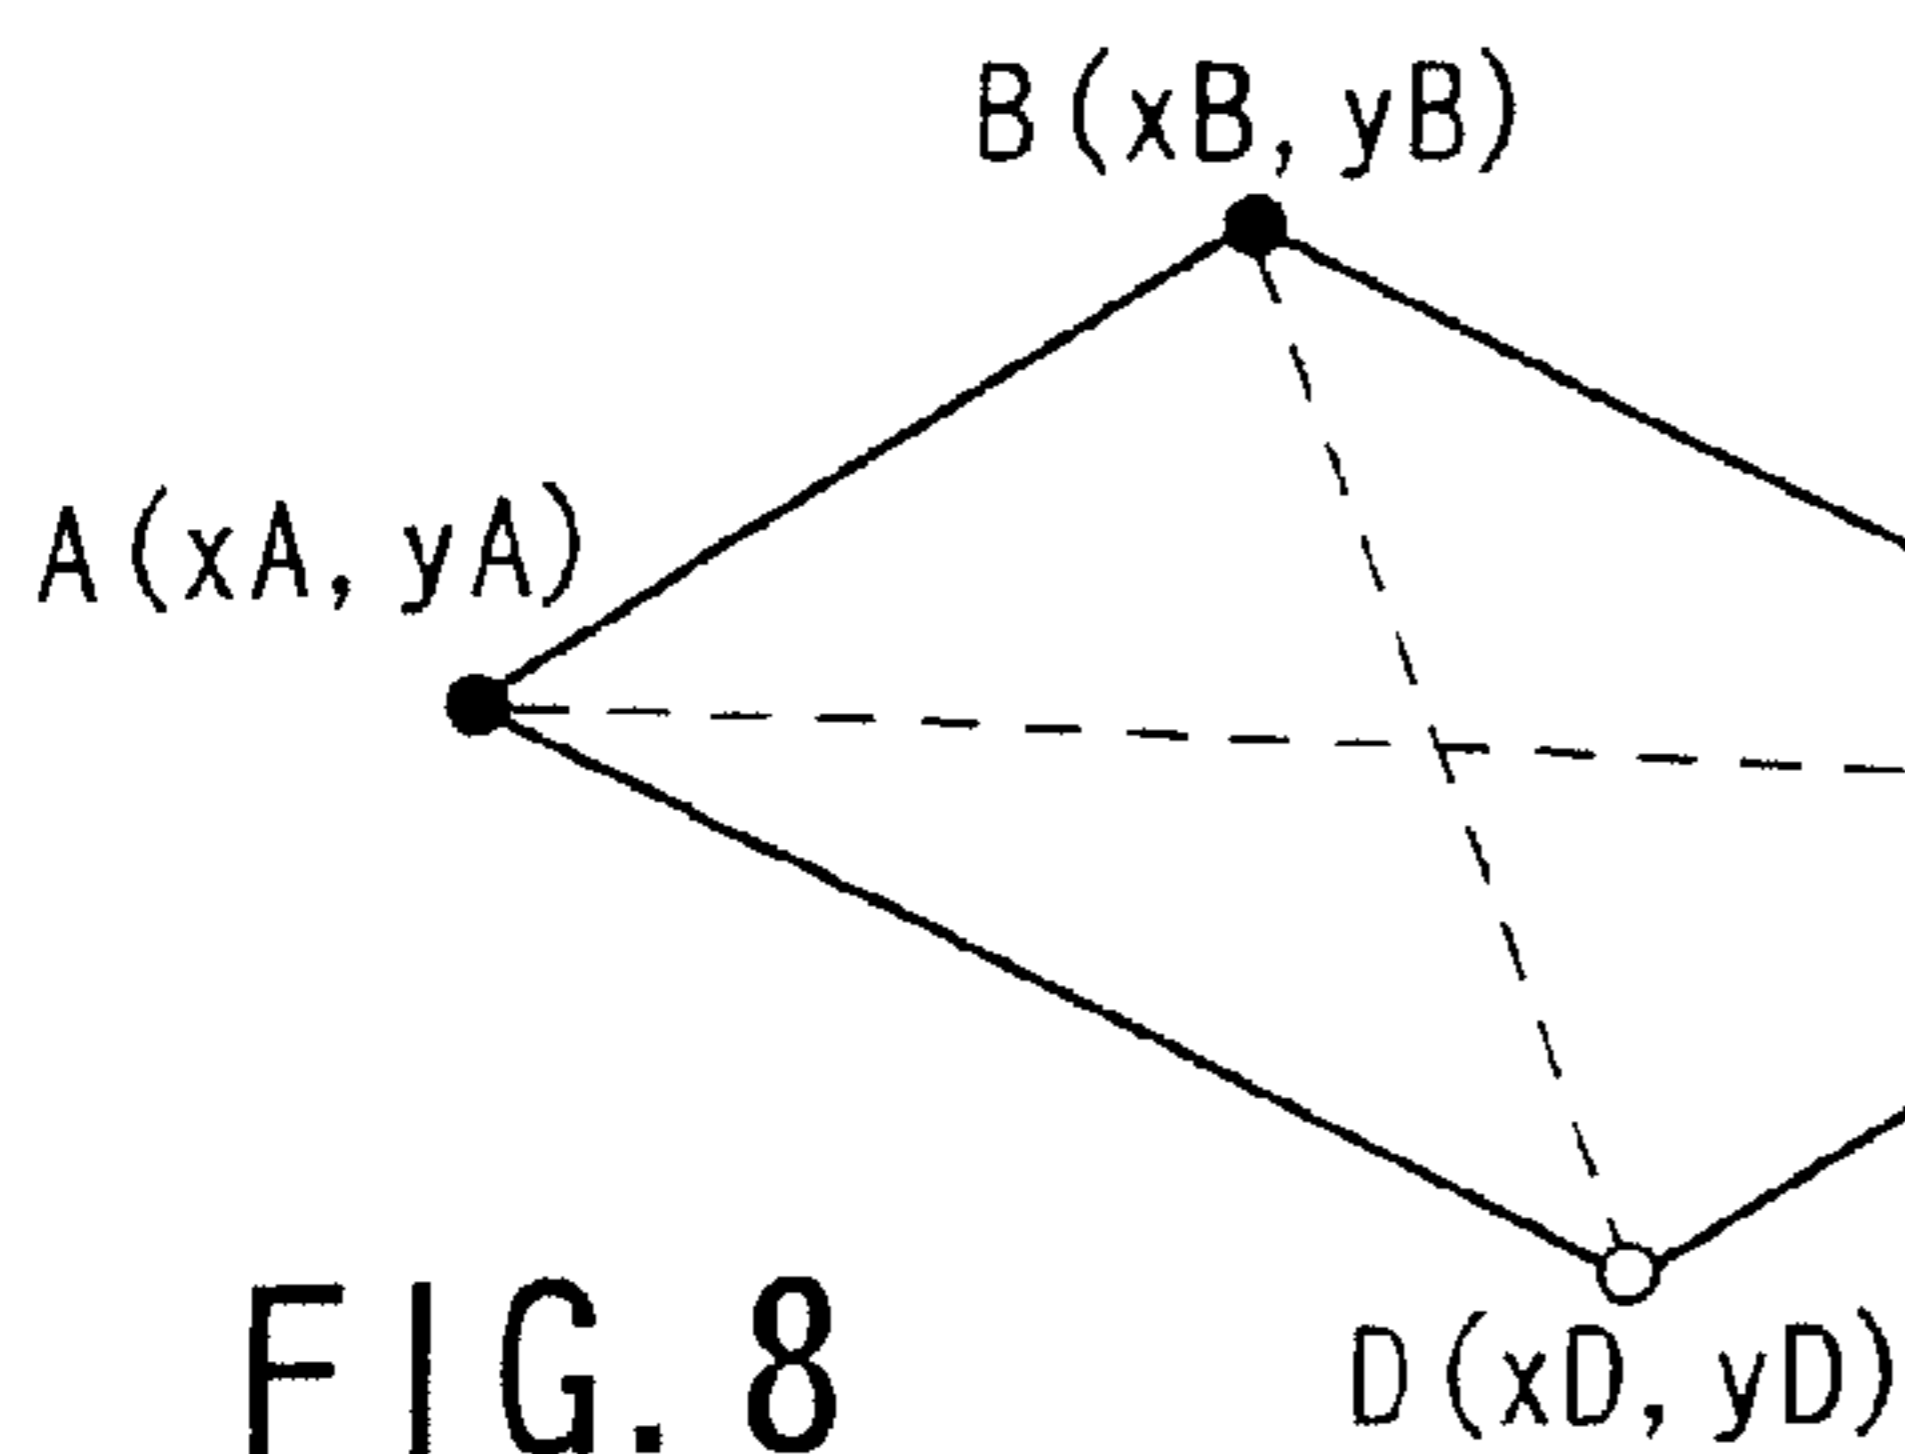 B(xB, yB)
A(xA, yA)
D(xD, yD)
FIG. 8